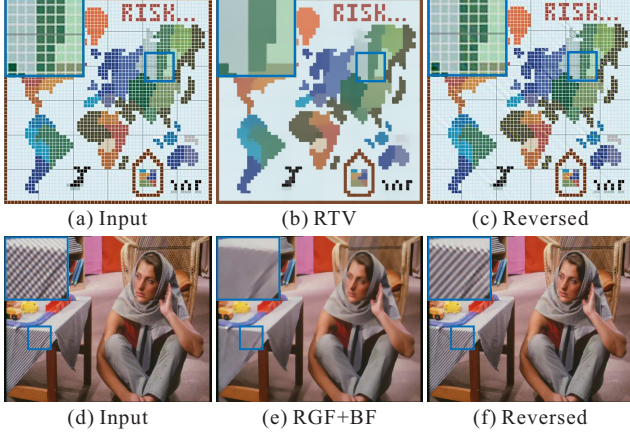 RISK...
RISK...
RISK...
(a) Input
(b) RTV
(c) Reversed
(d) Input
(e) RGF+BF
(f) Reversed